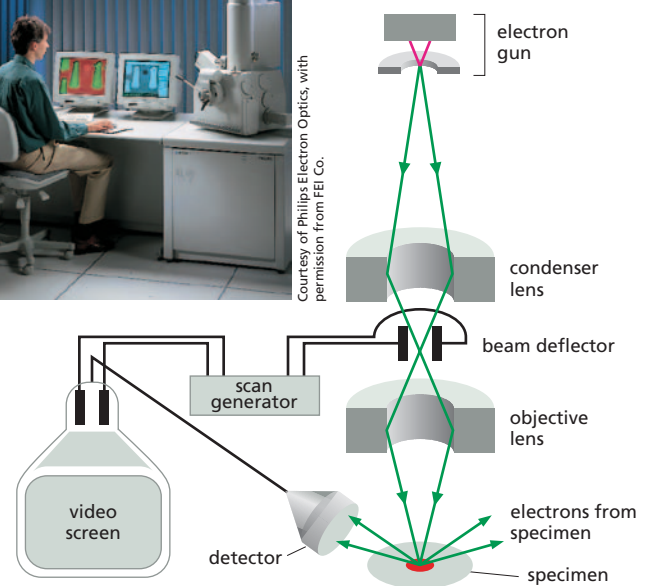 Courtesy of Philips Electron Optics, with
permission from FEI Co.
electron
gun
condenser
lens
beam deflector
scan
generator
objective
lens
video
screen
electrons from
specimen
detector
specimen